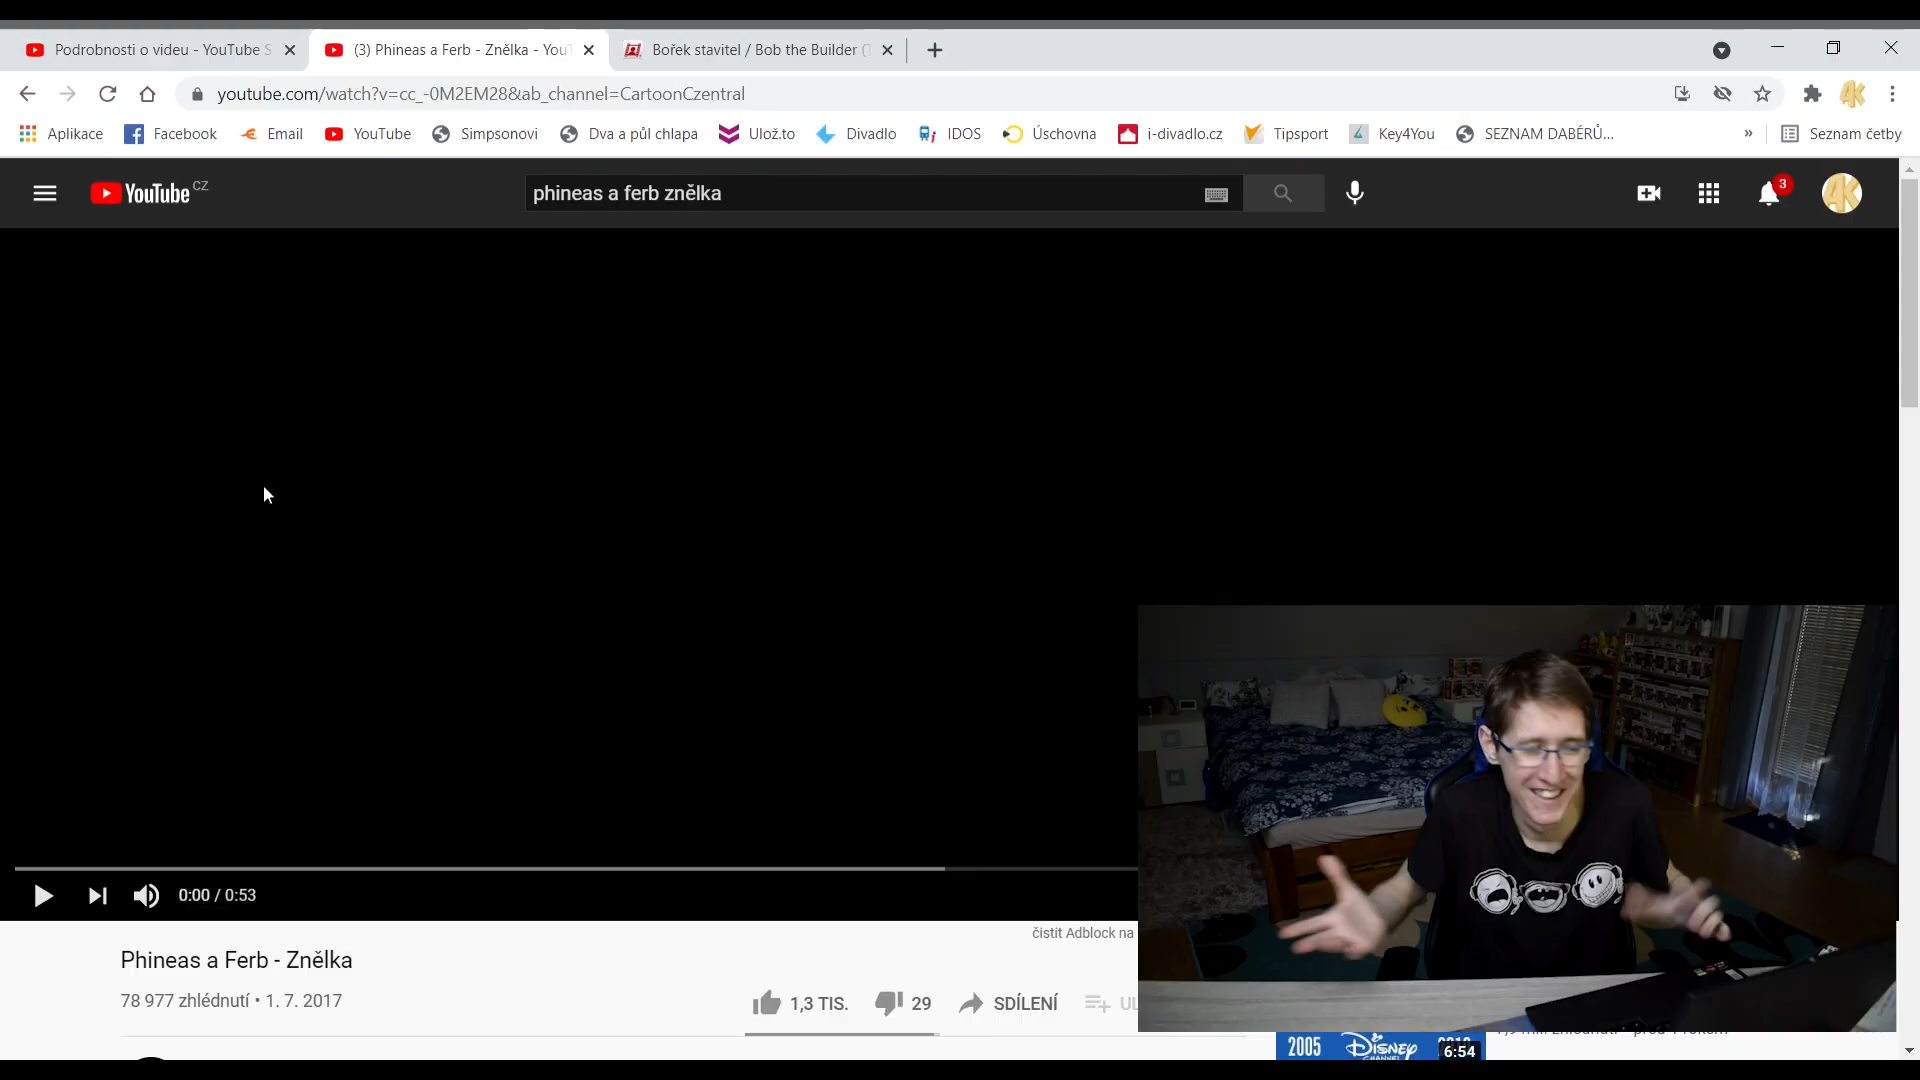 Podrobnosti o videu - YouTube S
(3) Phineas a Ferb - Znělka - You
Bořek stavitel / Bob the Builder (
youtube.com/watch?v=cc_-0M2EM28&ab_channel=CartoonCzentral
Aplikace Facebook Email YouTube Simpsonovi Dva a půl chlapa Ulož.to Divadlo IDOS Úschovna i-divadlo.cz Tipsport Key4You SEZNAM DABÉRŮ... » Seznam četby
YouTube CZ
phineas a ferb znělka
3
4K
0:00 / 0:53
čistit Adblock na
Phineas a Ferb - Znělka
78 977 zhlédnutí • 1. 7. 2017
1,3 TIS. 29 SDÍLENÍ UL
2005 Disney CHANNEL
6:54